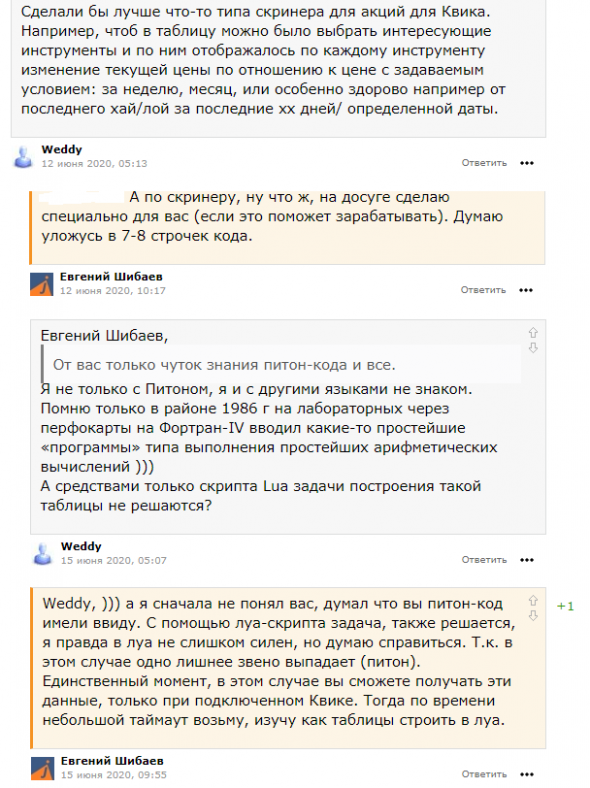 Сделали бы лучше что-то типа скринера для акций для Квика.
Например, чтоб в таблицу можно было выбрать интересующие
инструменты и по ним отображалось по каждому инструменту
изменение текущей цены по отношению к цене с задаваемым
условием: за неделю, месяц, или особенно здорово например от
последнего хай/лой за последние хх дней/ определенной даты.
Weddy
12 июня 2020, 05:13
Ответить
А по скринеру, ну что ж, на досуге сделаю
специально для вас (если это поможет зарабатывать). Думаю
уложусь в 7-8 строчек кода.
Евгений Шибаев
12 июня 2020, 10:17
Ответить
Евгений Шибаев,
От вас только чуток знания питон-кода и все.
Я не только с Питоном, я и с другими языками не знаком.
Помню только в районе 1986 г на лабораторных через
перфокарты на Фортран-IV вводил какие-то простейшие
«программы» типа выполнения простейших арифметических
вычислений )))
А средствами только скрипта Lua задачи построения такой
таблицы не решаются?
Weddy
15 июня 2020, 05:07
Ответить
Weddy, ))) а я сначала не понял вас, думал что вы питон-код
имели ввиду. С помощью луа-скрипта задача, также решается,
я правда в луа не слишком силен, но думаю справиться. Т.к. в
этом случае одно лишнее звено выпадает (питон).
Единственный момент, в этом случае вы сможете получать эти
данные, только при подключенном Квике. Тогда по времени
небольшой таймаут возьму, изучу как таблицы строить в луа.
+1
Евгений Шибаев
15 июня 2020, 09:55
Ответить